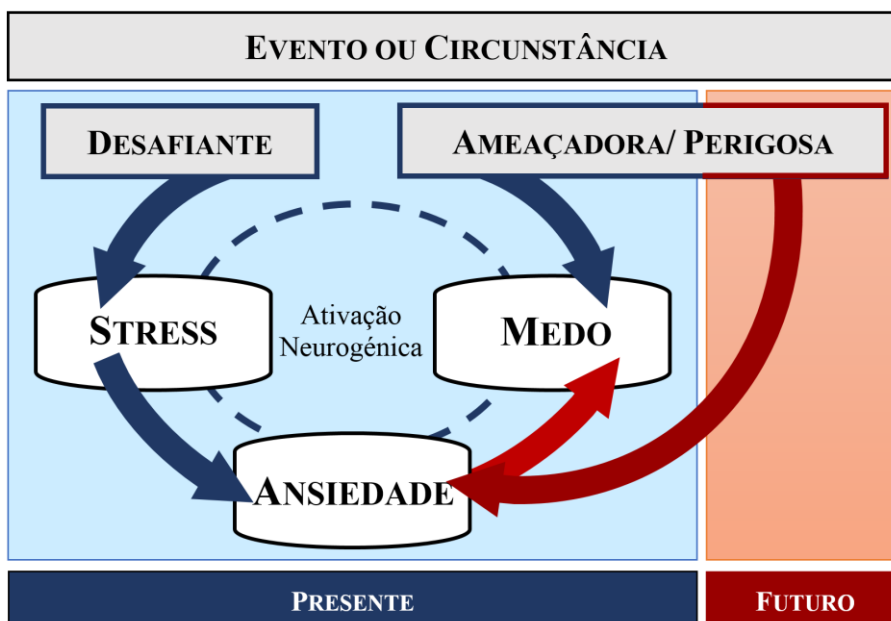 EVENTO OU CIRCUNSTÂNCIA
DESAFIANTE
AMEAÇADORA/ PERIGOSA
STRESS
Ativação
Neurogénica
MEDO
ANSIEDADE
PRESENTE
FUTURO